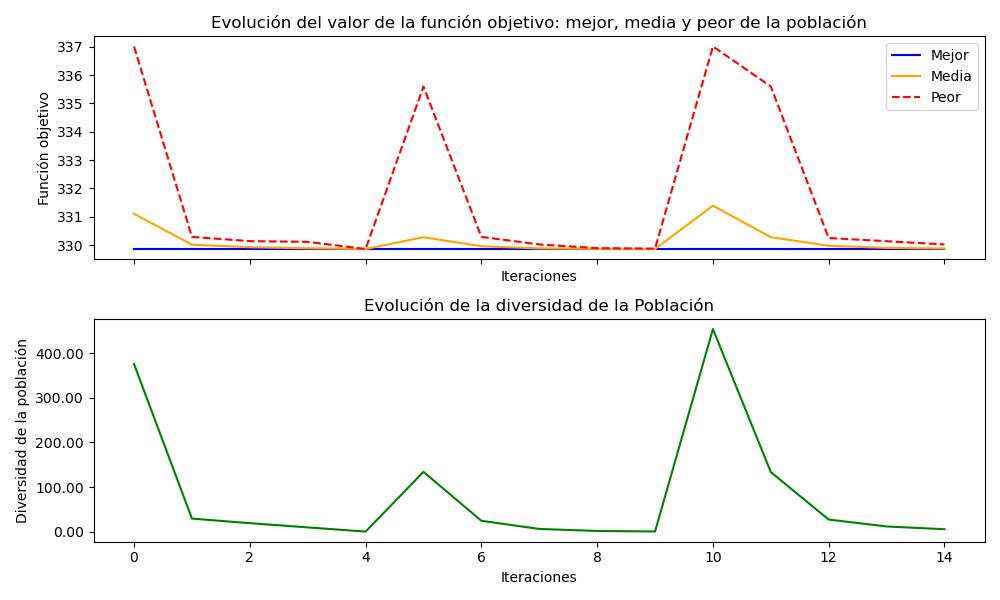 Evolución del valor de la función objetivo: mejor, media y peor de la población
337
336
335
334
333
332
331
330
Función objetivo
Mejor
Media
Peor
Iteraciones
Evolución de la diversidad de la Población
400.00
300.00
200.00
100.00
0.00
Diversidad de la población
0 2 4 6 8 10 12 14
Iteraciones